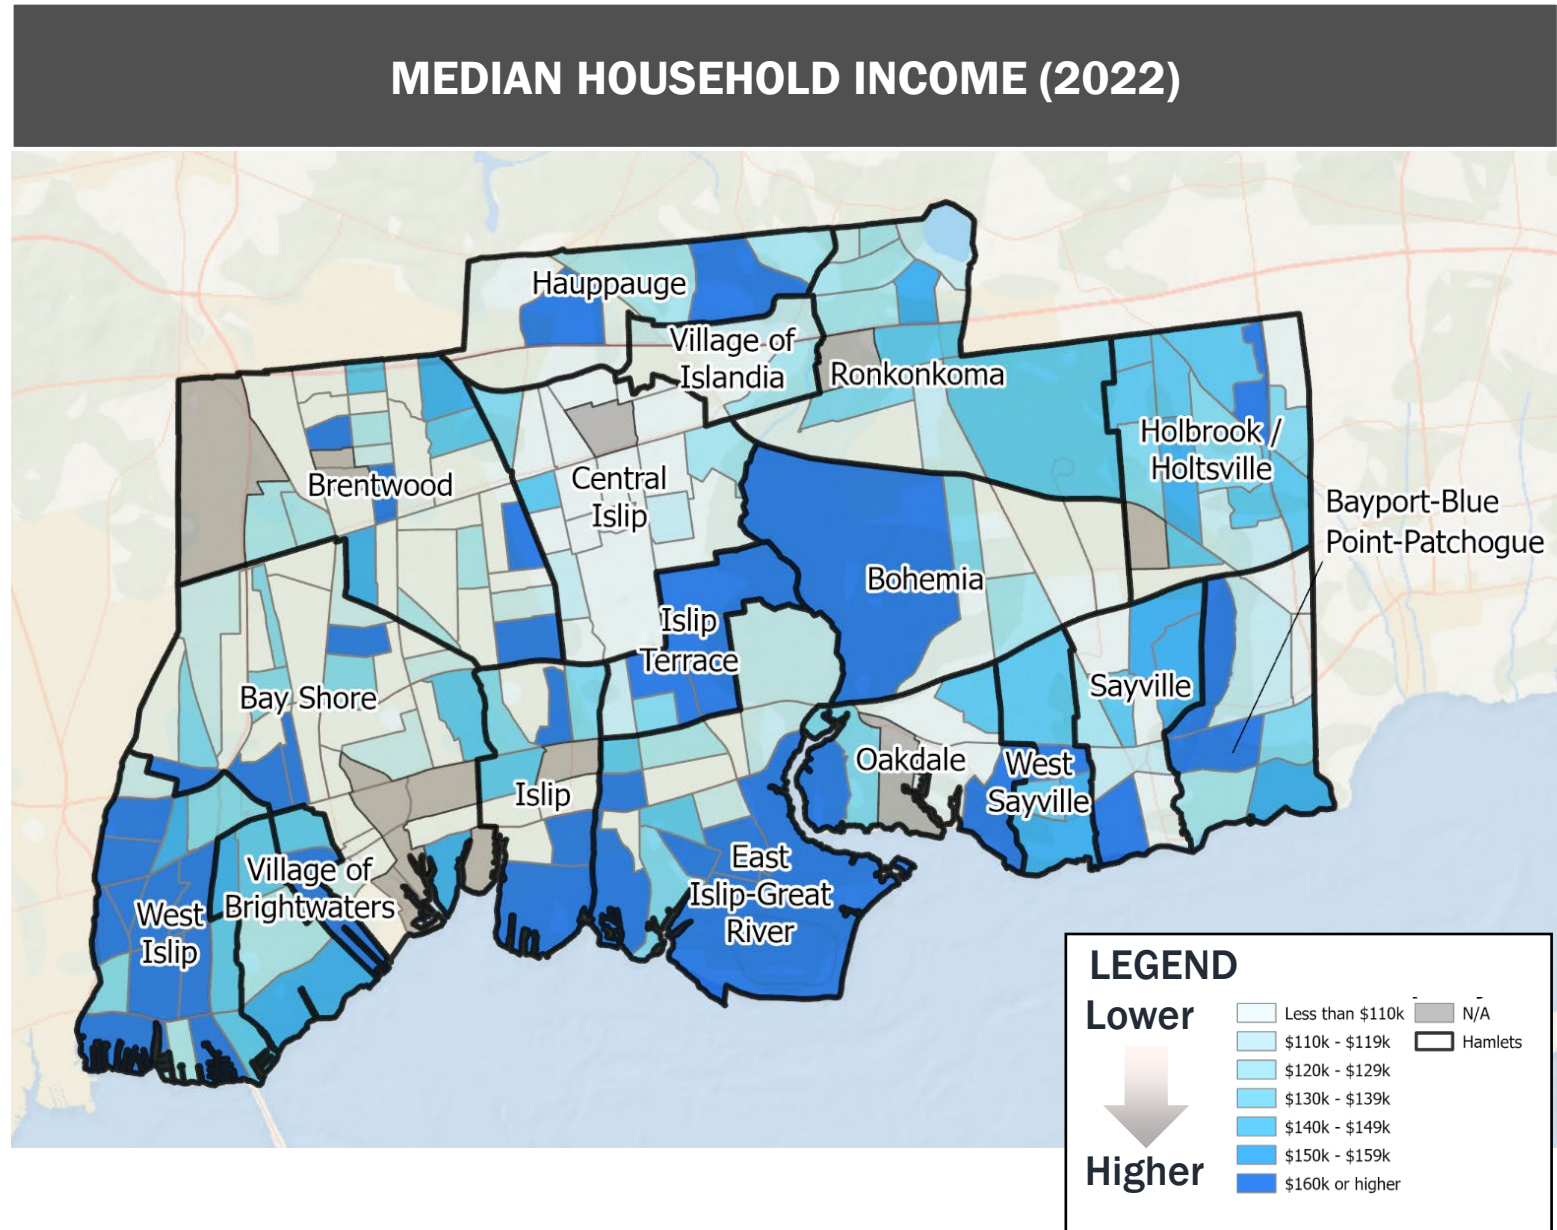 MEDIAN HOUSEHOLD INCOME (2022)
Hauppauge
Village of
Islandia
Ronkonkoma
Holbrook /
Holtsville
Brentwood
Central
Islip
Bayport-Blue
Point-Patchogue
Bohemia
Islip
Terrace
Bay Shore
Sayville
Oakdale
West
Sayville
Islip
Village of
Brightwaters
East
Islip-Great
River
West
Islip
LEGEND
Lower
Higher
Less than $110k
$110k - $119k
$120k - $129k
$130k - $139k
$140k - $149k
$150k - $159k
$160k or higher
N/A
Hamlets